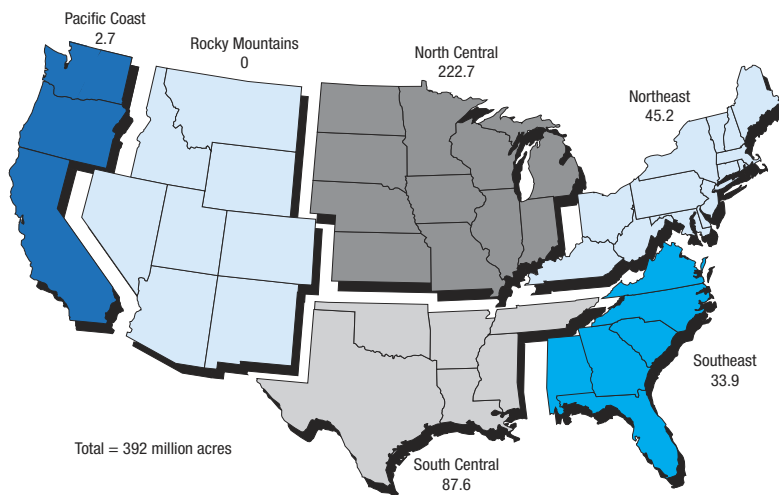 Pacific Coast
2.7
Rocky Mountains
0
North Central
222.7
Northeast
45.2
Southeast
33.9
Total = 392 million acres
South Central
87.6